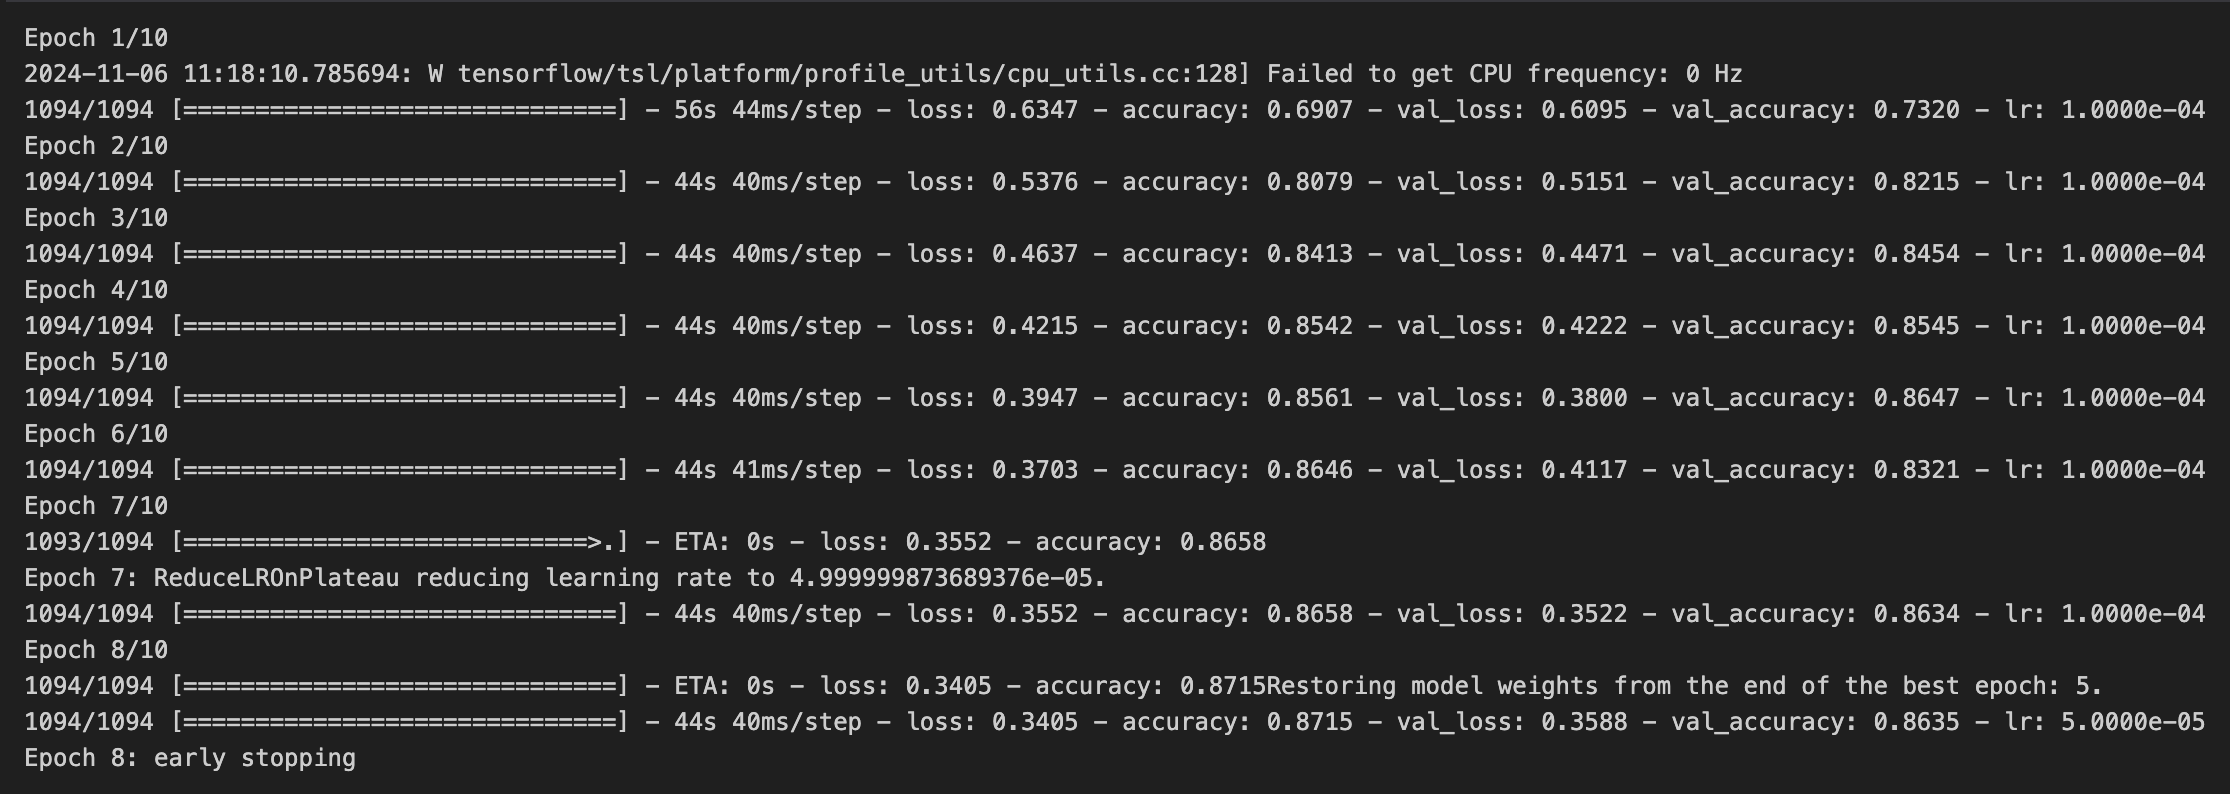 Epoch 1/10
2024-11-06 11:18:10.785694: W tensorflow/tsl/platform/profile_utils/cpu_utils.cc:128] Failed to get CPU frequency: 0 Hz
1094/1094 [==============================] - 56s 44ms/step - loss: 0.6347 - accuracy: 0.6907 - val_loss: 0.6095 - val_accuracy: 0.7320 - lr: 1.0000e-04
Epoch 2/10
1094/1094 [==============================] - 44s 40ms/step - loss: 0.5376 - accuracy: 0.8079 - val_loss: 0.5151 - val_accuracy: 0.8215 - lr: 1.0000e-04
Epoch 3/10
1094/1094 [==============================] - 44s 40ms/step - loss: 0.4637 - accuracy: 0.8413 - val_loss: 0.4471 - val_accuracy: 0.8454 - lr: 1.0000e-04
Epoch 4/10
1094/1094 [==============================] - 44s 40ms/step - loss: 0.4215 - accuracy: 0.8542 - val_loss: 0.4222 - val_accuracy: 0.8545 - lr: 1.0000e-04
Epoch 5/10
1094/1094 [==============================] - 44s 40ms/step - loss: 0.3947 - accuracy: 0.8561 - val_loss: 0.3800 - val_accuracy: 0.8647 - lr: 1.0000e-04
Epoch 6/10
1094/1094 [==============================] - 44s 41ms/step - loss: 0.3703 - accuracy: 0.8646 - val_loss: 0.4117 - val_accuracy: 0.8321 - lr: 1.0000e-04
Epoch 7/10
1093/1094 [============================>.] - ETA: 0s - loss: 0.3552 - accuracy: 0.8658
Epoch 7: ReduceLROnPlateau reducing learning rate to 4.999999873689376e-05.
1094/1094 [==============================] - 44s 40ms/step - loss: 0.3552 - accuracy: 0.8658 - val_loss: 0.3522 - val_accuracy: 0.8634 - lr: 1.0000e-04
Epoch 8/10
1094/1094 [==============================] - ETA: 0s - loss: 0.3405 - accuracy: 0.8715Restoring model weights from the end of the best epoch: 5.
1094/1094 [==============================] - 44s 40ms/step - loss: 0.3405 - accuracy: 0.8715 - val_loss: 0.3588 - val_accuracy: 0.8635 - lr: 5.0000e-05
Epoch 8: early stopping